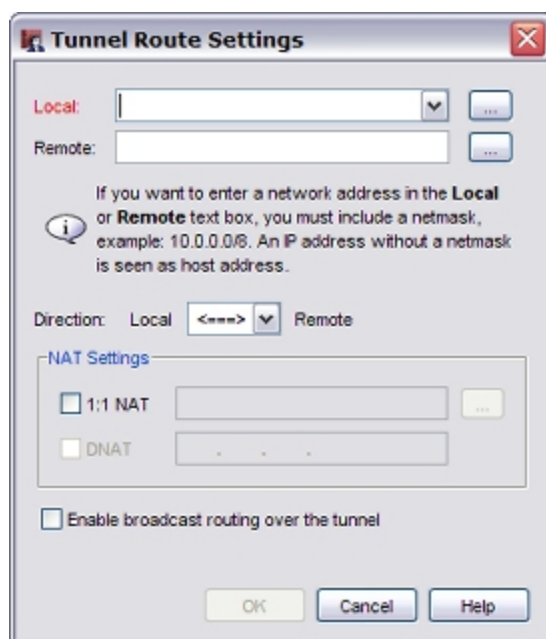 Tunnel Route Settings
Local:
...
Remote:
...
If you want to enter a network address in the Local
or Remote text box, you must include a netmask,
example: 10.0.0.0/8. An IP address without a netmask
is seen as host address.
Direction: Local <===> Remote
NAT Settings
1:1 NAT
...
DNAT . . .
Enable broadcast routing over the tunnel
OK Cancel Help